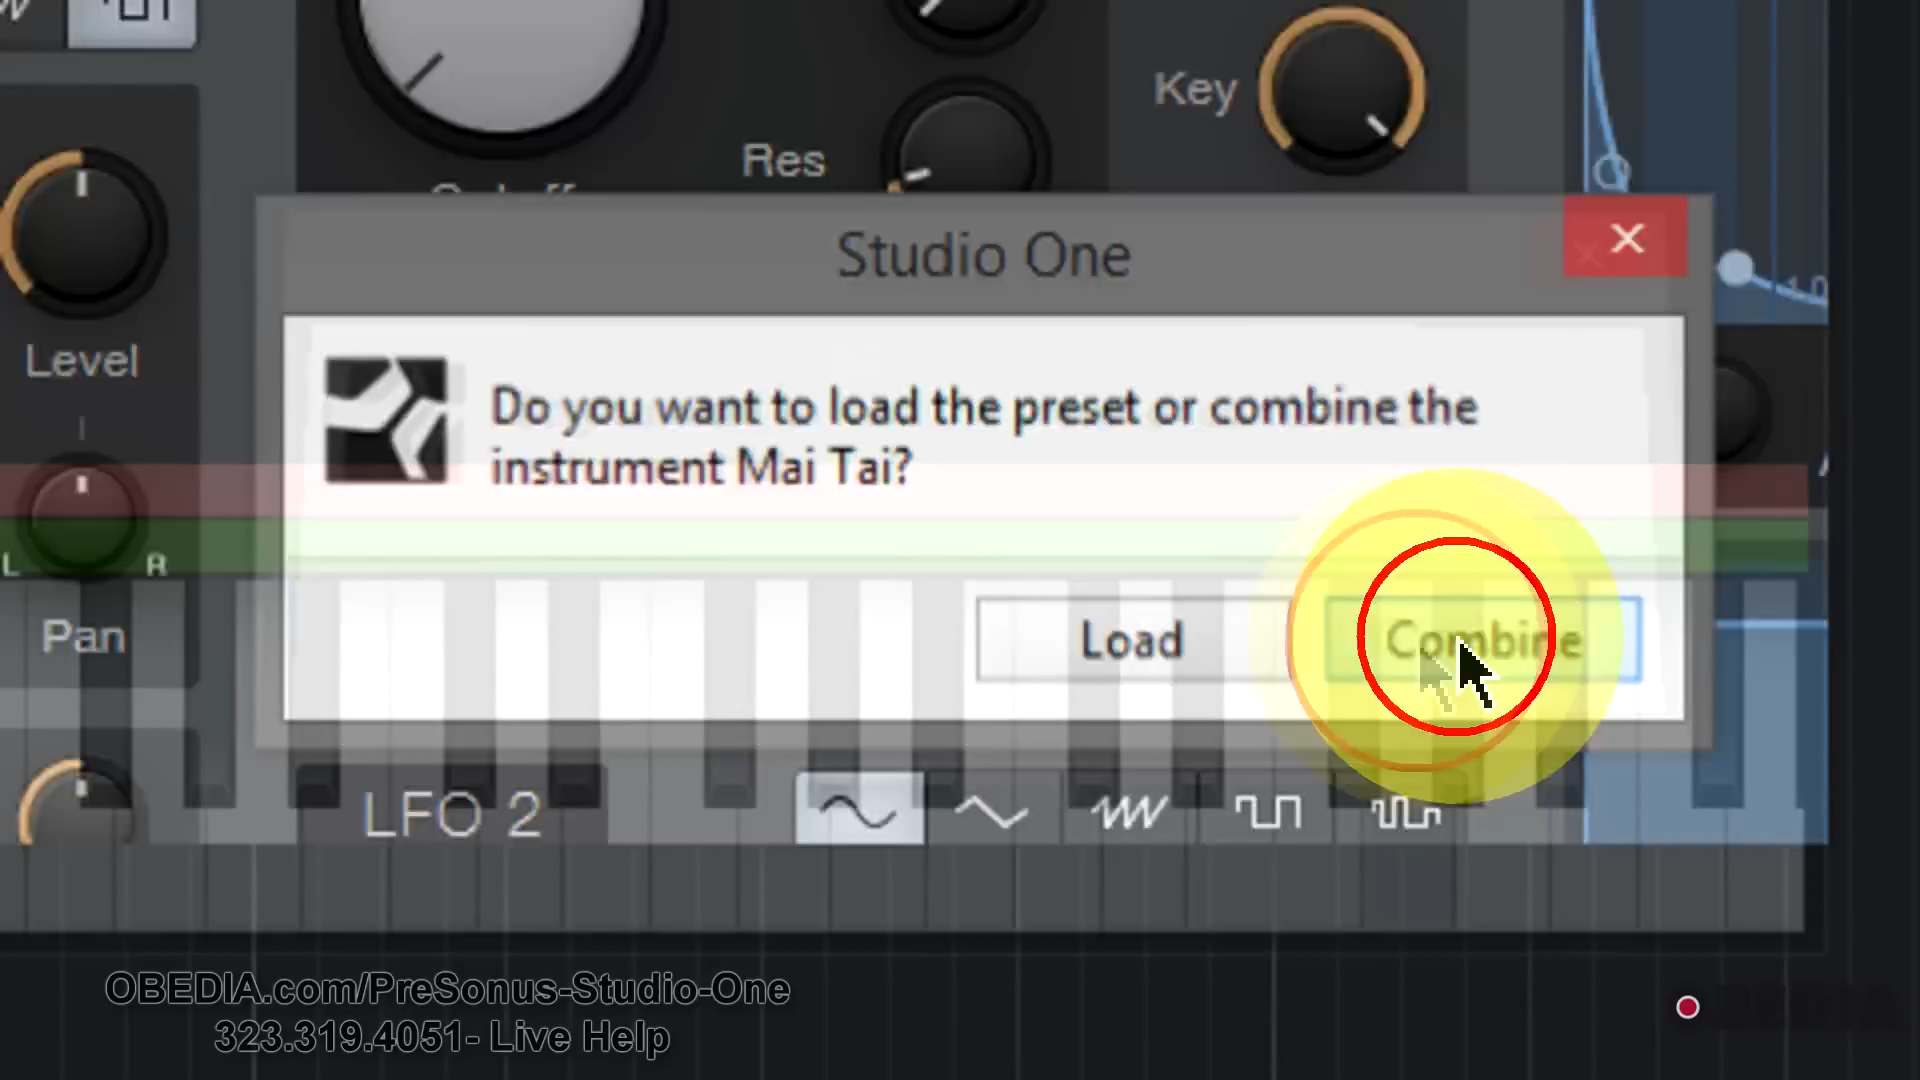 Key
Res
Studio One
Level
Do you want to load the preset or combine the
instrument Mai Tai?
L R
Load Combine
Pan
LFO 2
OBEDIA.com/PreSonus-Studio-One
323.319.4051- Live Help